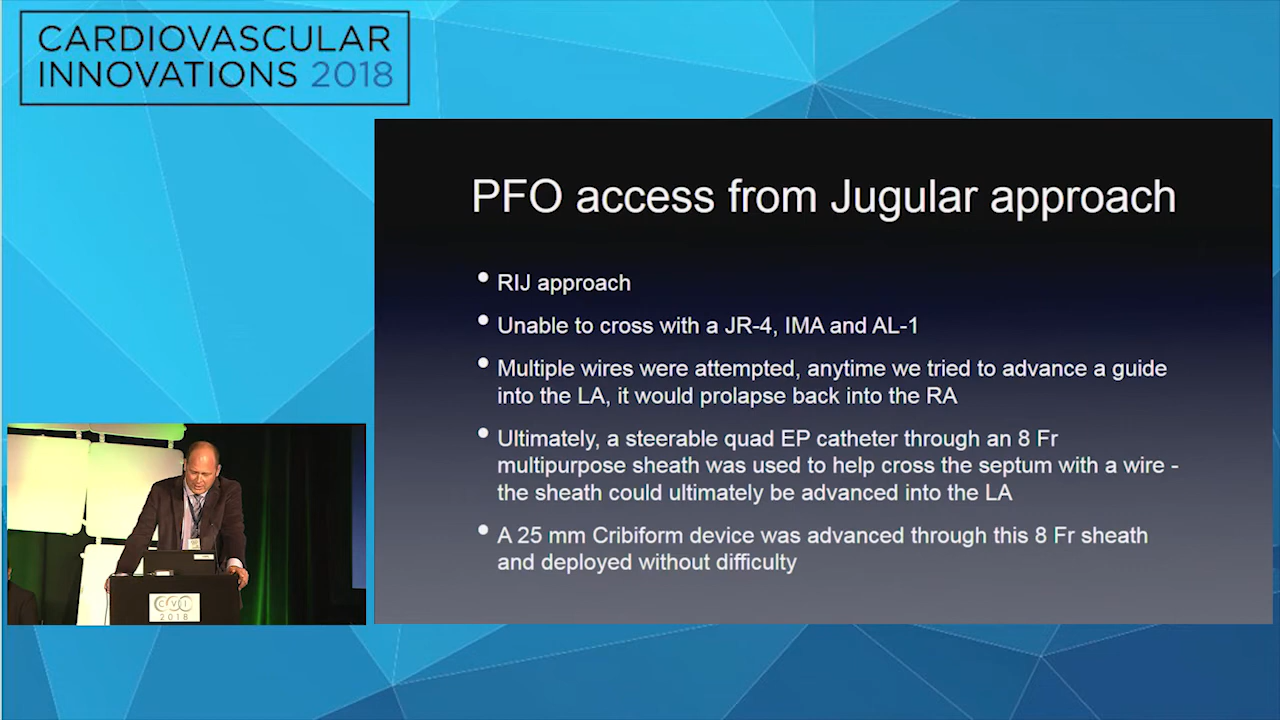 CARDIOVASCULAR
INNOVATIONS 2018
PFO access from Jugular approach
• RIJ approach
• Unable to cross with a JR-4, IMA and AL-1
• Multiple wires were attempted, anytime we tried to advance a guide
into the LA, it would prolapse back into the RA
• Ultimately, a steerable quad EP catheter through an 8 Fr
multipurpose sheath was used to help cross the septum with a wire -
the sheath could ultimately be advanced into the LA
• A 25 mm Cribiform device was advanced through this 8 Fr sheath
and deployed without difficulty
CVI
2018